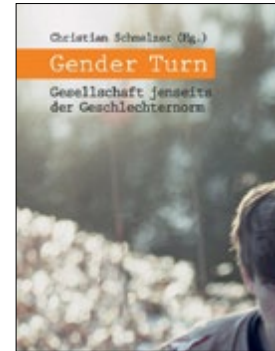 Christian Schmelzer (Hg.)
Gender Turn
Gesellschaft jenseits
der Geschlechternorm